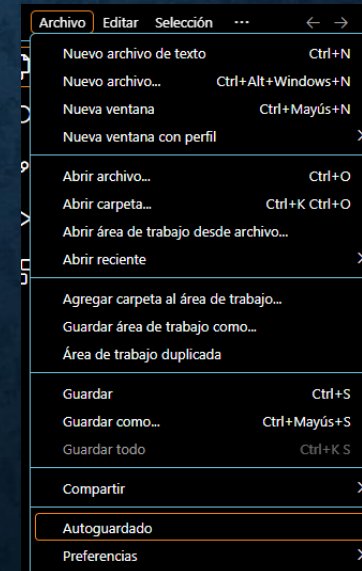 Archivo Editar Selección ...
Nuevo archivo de texto Ctrl+N
Nuevo archivo... Ctrl+Alt+Windows+N
Nueva ventana Ctrl+Mayús+N
Nueva ventana con perfil
Abrir archivo... Ctrl+O
Abrir carpeta... Ctrl+K Ctrl+O
Abrir área de trabajo desde archivo...
Abrir reciente
Agregar carpeta al área de trabajo...
Guardar área de trabajo como...
Área de trabajo duplicada
Guardar Ctrl+S
Guardar como... Ctrl+Mayús+S
Guardar todo Ctrl+K S
Compartir
Autoguardado
Preferencias